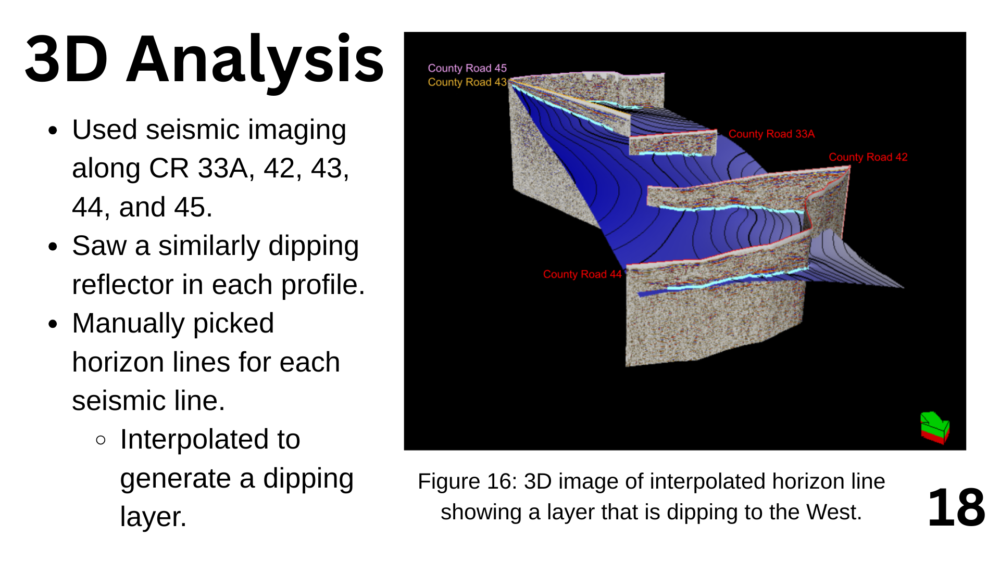 3D Analysis
• Used seismic imaging
along CR 33A, 42, 43,
44, and 45.
• Saw a similarly dipping
reflector in each profile.
• Manually picked
horizon lines for each
seismic line.
○ Interpolated to
generate a dipping
layer.
County Road 45
County Road 43
County Road 33A
County Road 42
County Road 44
Figure 16: 3D image of interpolated horizon line
showing a layer that is dipping to the West.
18